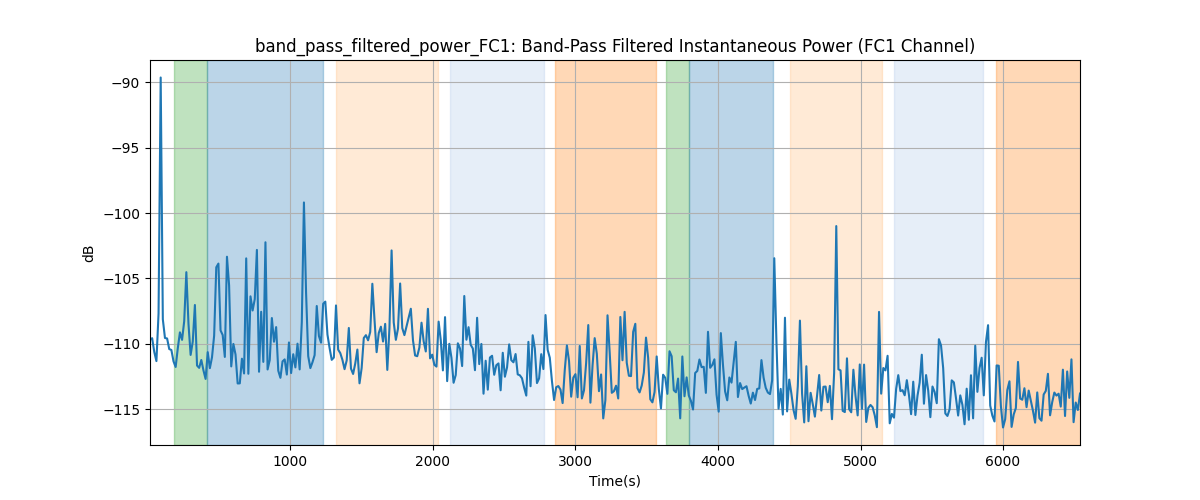 band_pass_filtered_power_FC1: Band-Pass Filtered Instantaneous Power (FC1 Channel)
−90
−95
−100
−105
−110
−115
dB
1000 2000 3000 4000 5000 6000
Time(s)